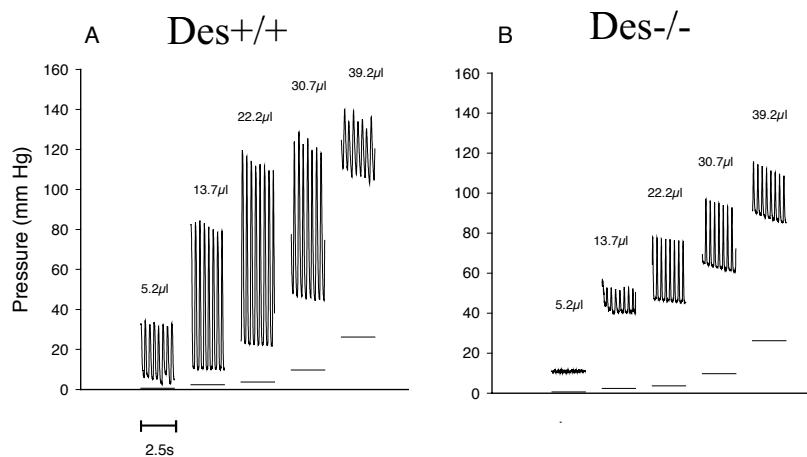 A
Des+/+
160
140
120
100
80
60
40
20
0
Pressure (mm Hg)
5.2µl
13.7µl
22.2µl
30.7µl
39.2µl
2.5s
B
Des-/-
160
140
120
100
80
60
40
20
0
5.2µl
13.7µl
22.2µl
30.7µl
39.2µl